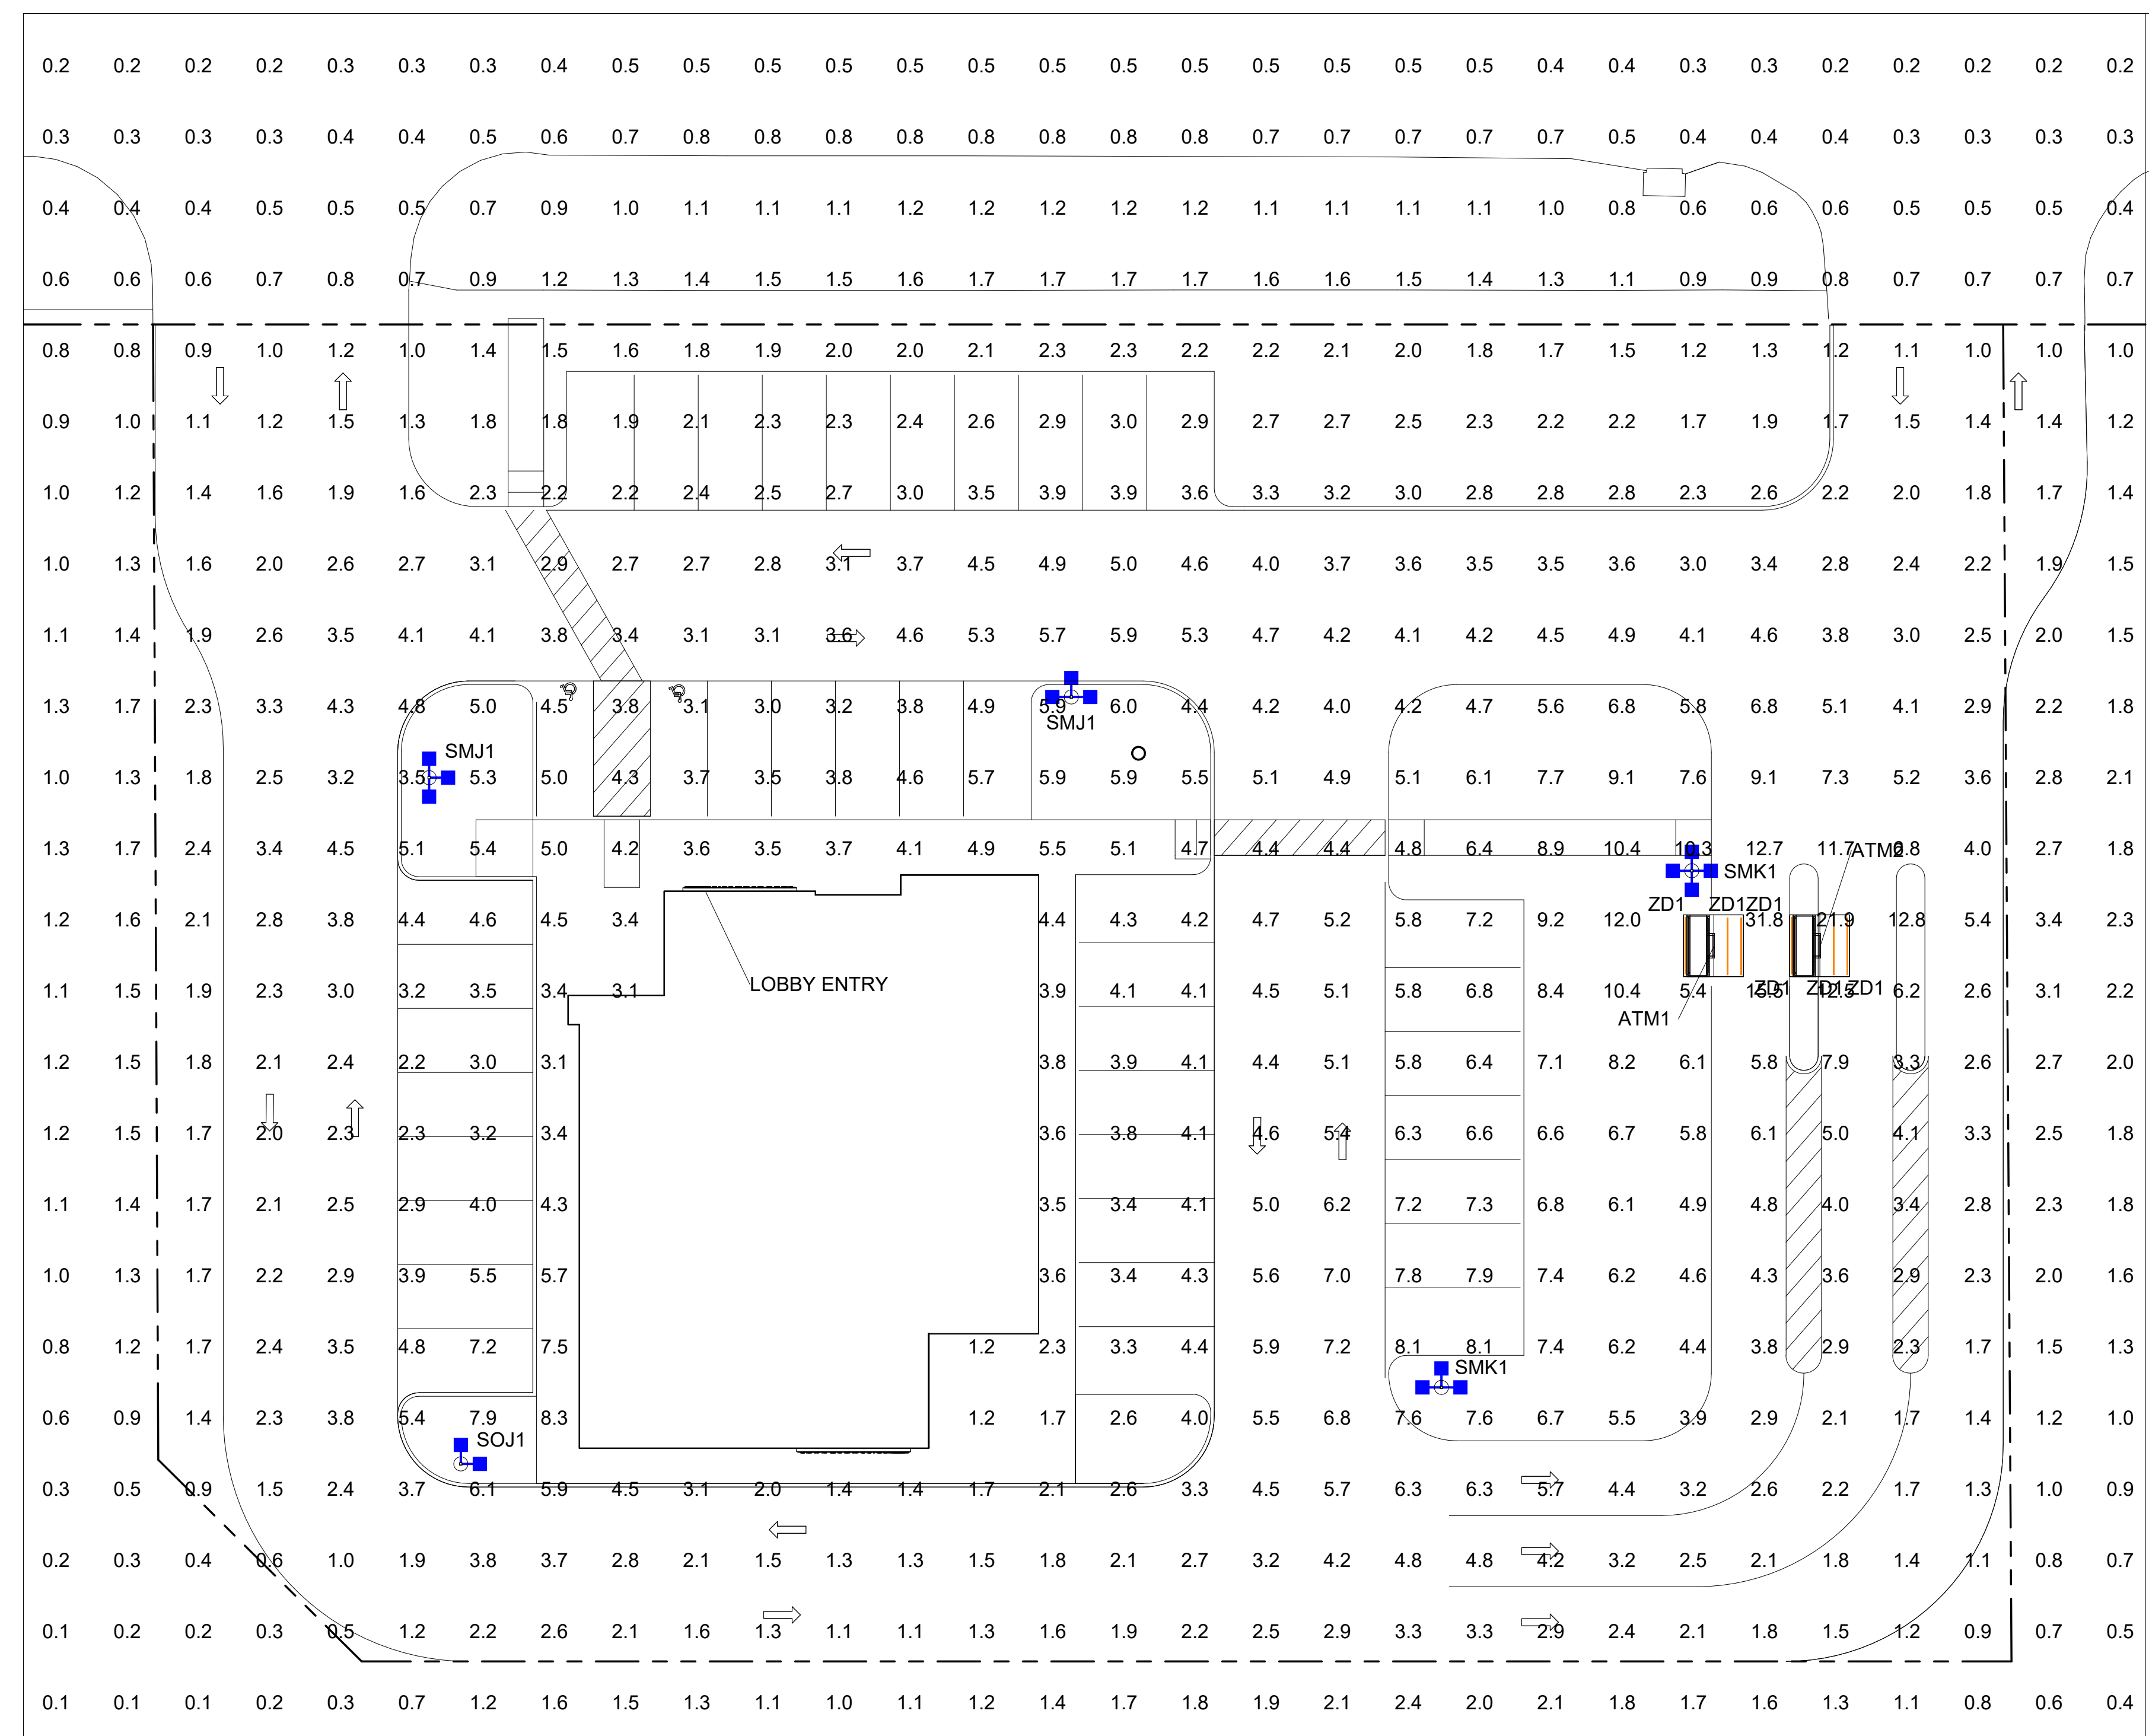 0.2 0.2 0.2 0.2 0.3 0.3 0.3 0.4 0.5 0.5 0.5 0.5 0.5 0.5 0.5 0.5 0.5 0.5 0.5 0.5 0.5 0.4 0.4 0.3 0.3 0.2 0.2 0.2 0.2 0.2
0.3 0.3 0.3 0.3 0.4 0.4 0.5 0.6 0.7 0.8 0.8 0.8 0.8 0.8 0.8 0.8 0.8 0.7 0.7 0.7 0.7 0.7 0.5 0.4 0.4 0.4 0.3 0.3 0.3 0.3
0.4 0.4 0.4 0.5 0.5 0.5 0.7 0.9 1.0 1.1 1.1 1.1 1.2 1.2 1.2 1.2 1.2 1.1 1.1 1.1 1.1 1.0 0.8 0.6 0.6 0.6 0.5 0.5 0.5 0.4
0.6 0.6 0.6 0.7 0.8 0.7 0.9 1.2 1.3 1.4 1.5 1.5 1.6 1.7 1.7 1.7 1.7 1.6 1.6 1.5 1.4 1.3 1.1 0.9 0.9 0.8 0.7 0.7 0.7 0.7
0.8 0.8 0.9 1.0 1.2 1.0 1.4 1.5 1.6 1.8 1.9 2.0 2.0 2.1 2.3 2.3 2.2 2.2 2.1 2.0 1.8 1.7 1.5 1.2 1.3 1.2 1.1 1.0 1.0 1.0
0.9 1.0 1.1 1.2 1.5 1.3 1.8 1.8 1.9 2.1 2.3 2.3 2.4 2.6 2.9 3.0 2.9 2.7 2.7 2.5 2.3 2.2 2.2 1.7 1.9 1.7 1.5 1.4 1.4 1.2
1.0 1.2 1.4 1.6 1.9 1.6 2.3 2.2 2.2 2.4 2.5 2.7 3.0 3.5 3.9 3.9 3.6 3.3 3.2 3.0 2.8 2.8 2.8 2.3 2.6 2.2 2.0 1.8 1.7 1.4
1.0 1.3 1.6 2.0 2.6 2.7 3.1 2.9 2.7 2.7 2.8 3.1 3.7 4.5 4.9 5.0 4.6 4.0 3.7 3.6 3.5 3.5 3.6 3.0 3.4 2.8 2.4 2.2 1.9 1.5
1.1 1.4 1.9 2.6 3.5 4.1 4.1 3.8 3.4 3.1 3.1 3.6 4.6 5.3 5.7 5.9 5.3 4.7 4.2 4.1 4.2 4.5 4.9 4.1 4.6 3.8 3.0 2.5 2.0 1.5
1.3 1.7 2.3 3.3 4.3 4.8 5.0 4.5 3.8 3.1 3.0 3.2 3.8 4.9 5.9 6.0 4.4 4.2 4.0 4.2 4.7 5.6 6.8 5.8 6.8 5.1 4.1 2.9 2.2 1.8
SMJ1
SMJ1
1.0 1.3 1.8 2.5 3.2 3.5 5.3 5.0 4.3 3.7 3.5 3.8 4.6 5.7 5.9 5.9 5.5 5.1 4.9 5.1 6.1 7.7 9.1 7.6 9.1 7.3 5.2 3.6 2.8 2.1
1.3 1.7 2.4 3.4 4.5 5.1 5.4 5.0 4.2 3.6 3.5 3.7 4.1 4.9 5.5 5.1 4.7 4.4 4.4 4.8 6.4 8.9 10.4 10.3 12.7 11.7 ATM2 6.8 4.0 2.7 1.8
SMK1
ZD1 ZD1 ZD1
1.2 1.6 2.1 2.8 3.8 4.4 4.6 4.5 3.4 4.4 4.3 4.2 4.7 5.2 5.8 7.2 9.2 12.0 31.8 21.9 12.8 5.4 3.4 2.3
LOBBY ENTRY
1.1 1.5 1.9 2.3 3.0 3.2 3.5 3.4 3.1 3.9 4.1 4.1 4.5 5.1 5.8 6.8 8.4 10.4 5.4 15.5 12.5 6.2 2.6 3.1 2.2
ZD1 ZD1 ZD1
ATM1
1.2 1.5 1.8 2.1 2.4 2.2 3.0 3.1 3.8 3.9 4.1 4.4 5.1 5.8 6.4 7.1 8.2 6.1 5.8 7.9 3.3 2.6 2.7 2.0
1.2 1.5 1.7 2.0 2.3 2.3 3.2 3.4 3.6 3.8 4.1 4.6 5.4 6.3 6.6 6.6 6.7 5.8 6.1 5.0 4.1 3.3 2.5 1.8
1.1 1.4 1.7 2.1 2.5 2.9 4.0 4.3 3.5 3.4 4.1 5.0 6.2 7.2 7.3 6.8 6.1 4.9 4.8 4.0 3.4 2.8 2.3 1.8
1.0 1.3 1.7 2.2 2.9 3.9 5.5 5.7 3.6 3.4 4.3 5.6 7.0 7.8 7.9 7.4 6.2 4.6 4.3 3.6 2.9 2.3 2.0 1.6
0.8 1.2 1.7 2.4 3.5 4.8 7.2 7.5 1.2 2.3 3.3 4.4 5.9 7.2 8.1 8.1 7.4 6.2 4.4 3.8 2.9 2.3 1.7 1.5 1.3
SMK1
0.6 0.9 1.4 2.3 3.8 5.4 7.9 8.3 1.2 1.7 2.6 4.0 5.5 6.8 7.6 7.6 6.7 5.5 3.9 2.9 2.1 1.7 1.4 1.2 1.0
SOJ1
0.3 0.5 0.9 1.5 2.4 3.7 6.1 5.9 4.5 3.1 2.0 1.4 1.4 1.7 2.1 2.6 3.3 4.5 5.7 6.3 6.3 5.7 4.4 3.2 2.6 2.2 1.7 1.3 1.0 0.9
0.2 0.3 0.4 0.6 1.0 1.9 3.8 3.7 2.8 2.1 1.5 1.3 1.3 1.5 1.8 2.1 2.7 3.2 4.2 4.8 4.8 4.2 3.2 2.5 2.1 1.8 1.4 1.1 0.8 0.7
0.1 0.2 0.2 0.3 0.5 1.2 2.2 2.6 2.1 1.6 1.3 1.1 1.1 1.3 1.6 1.9 2.2 2.5 2.9 3.3 3.3 2.9 2.4 2.1 1.8 1.5 1.2 0.9 0.7 0.5
0.1 0.1 0.1 0.2 0.3 0.7 1.2 1.6 1.5 1.3 1.1 1.0 1.1 1.2 1.4 1.7 1.8 1.9 2.1 2.4 2.0 2.1 1.8 1.7 1.6 1.3 1.1 0.8 0.6 0.4